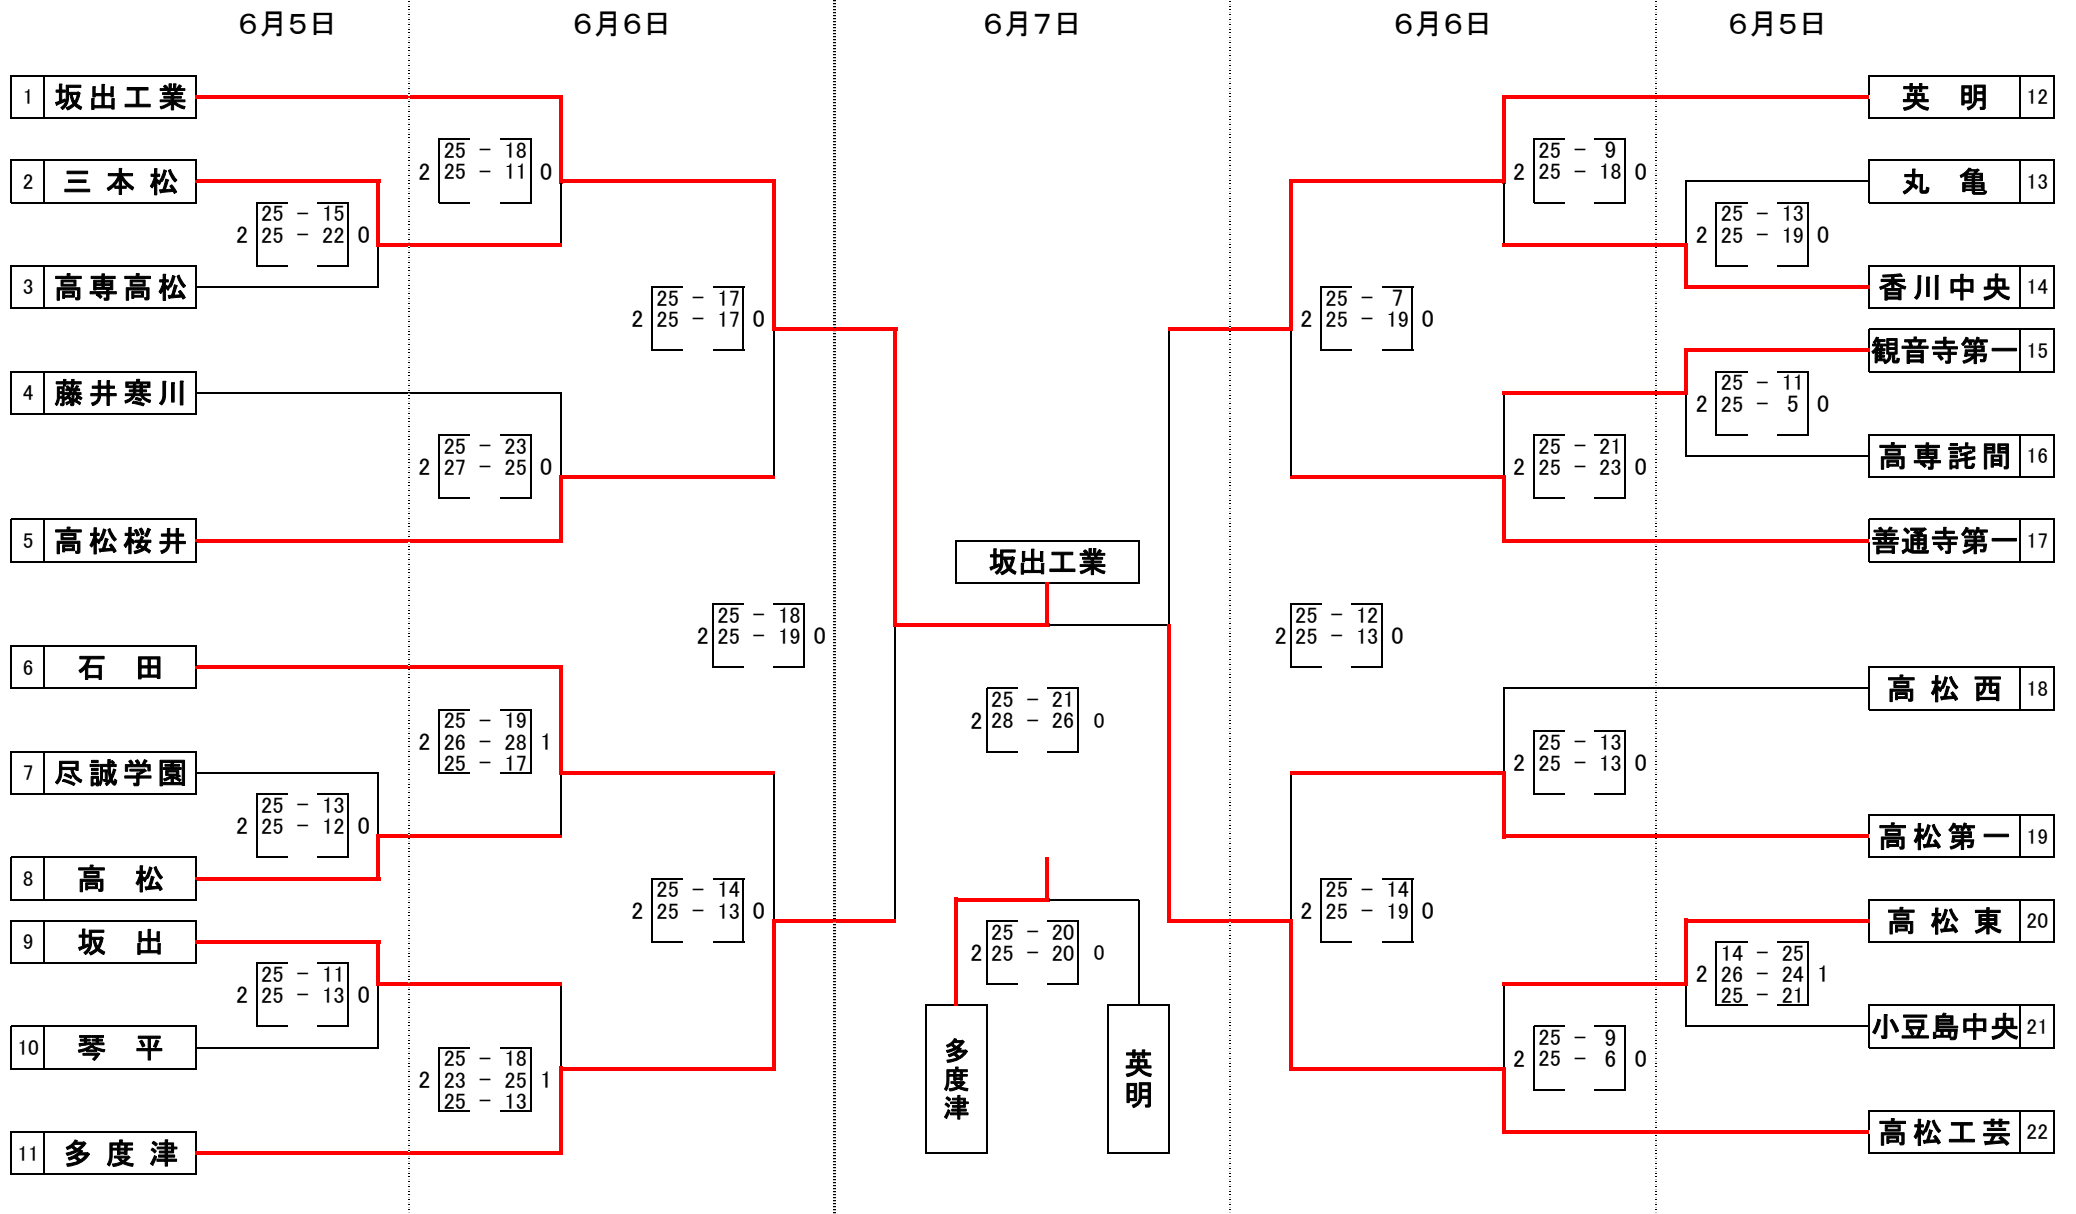 6月5日 6月6日 6月7日 6月6日 6月5日
1 坂出工業
2 三本松
3 高専高松
4 藤井寒川
5 高松桜井
6 石田
7 尽誠学園
8 高松
9 坂出
10 琴平
11 多度津
2 25 − 15 0
25 − 22
2 25 − 13 0
25 − 12
2 25 − 11 0
25 − 13
2 25 − 18 0
25 − 11
2 25 − 23 0
27 − 25
2 25 − 19 1
26 − 28
25 − 17
2 25 − 18 1
23 − 25
25 − 13
2 25 − 17 0
25 − 17
2 25 − 14 0
25 − 13
2 25 − 18 0
25 − 19
坂出工業
2 25 − 21 0
28 − 26
2 25 − 20 0
25 − 20
多度津
英明
2 25 − 12 0
25 − 13
2 25 − 7 0
25 − 19
2 25 − 14 0
25 − 19
2 25 − 9 0
25 − 18
2 25 − 21 0
25 − 23
2 25 − 13 0
25 − 13
2 25 − 9 0
25 − 6
2 25 − 13 0
25 − 19
2 25 − 11 0
25 − 5
2 14 − 25 1
26 − 24
25 − 21
英明 12
丸亀 13
香川中央 14
観音寺第一 15
高専詫間 16
善通寺第一 17
高松西 18
高松第一 19
高松東 20
小豆島中央 21
高松工芸 22